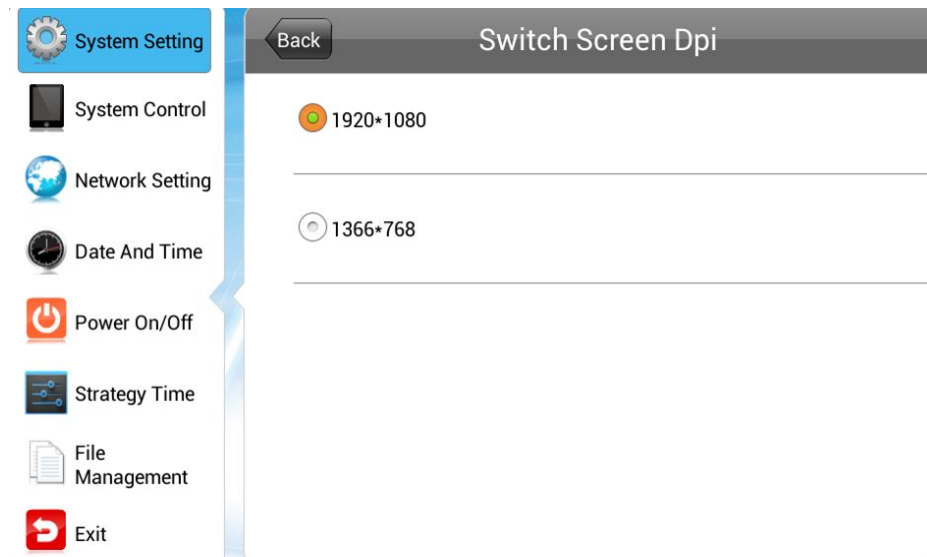 System Setting
System Control
Network Setting
Date And Time
Power On/Off
Strategy Time
File
Management
Exit
Back
Switch Screen Dpi
1920*1080
1366*768